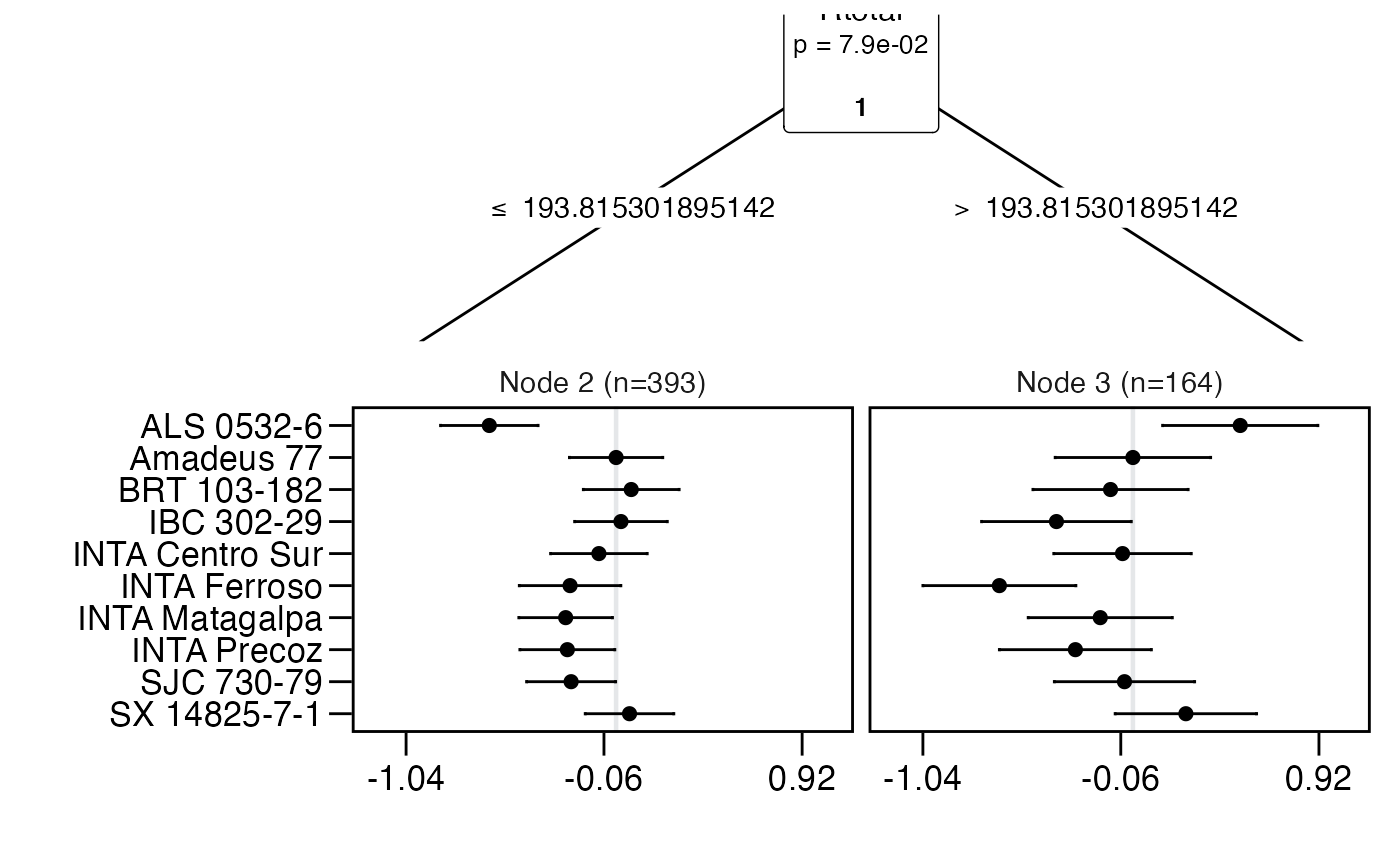 p = 7.9e-02
1
≤ 193.815301895142
> 193.815301895142
Node 2 (n=393)
Node 3 (n=164)
ALS 0532-6
Amadeus 77
BRT 103-182
IBC 302-29
INTA Centro Sur
INTA Ferroso
INTA Matagalpa
INTA Precoz
SJC 730-79
SX 14825-7-1
-1.04 -0.06 0.92
-1.04 -0.06 0.92